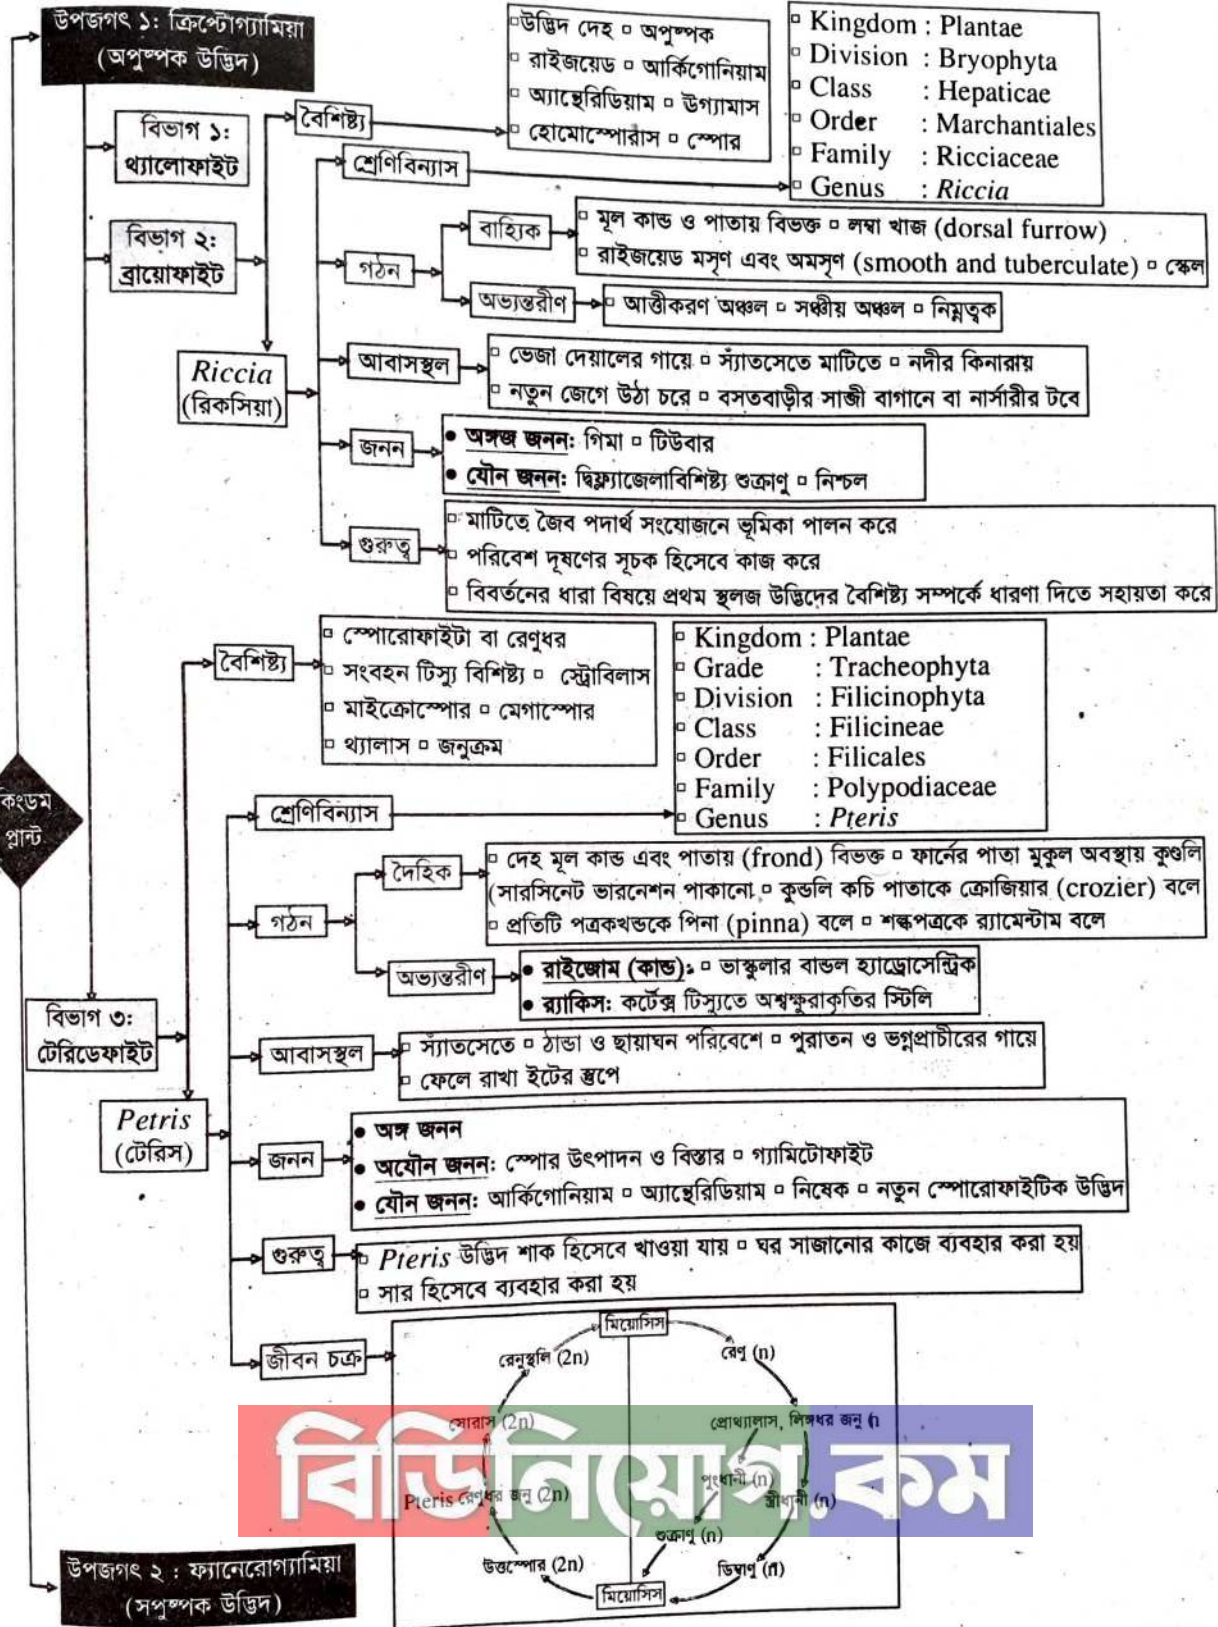 উপজগৎ ১: ক্রিপ্টোগ্যামিয়া
(অপুষ্পক উদ্ভিদ)
বিভাগ ১:
থ্যালোফাইট
বিভাগ ২:
ব্রায়োফাইট
বৈশিষ্ট্য
▫ উদ্ভিদ দেহ ▫ অপুষ্পক
▫ রাইজয়েড ▫ আর্কিগোনিয়াম
▫ অ্যান্থেরিডিয়াম ▫ ঊগ্যামাস
▫ হোমোস্পোরাস ▫ স্পোর
শ্রেণিবিন্যাস
▫ Kingdom : Plantae
▫ Division : Bryophyta
▫ Class : Hepaticae
▫ Order : Marchantiales
▫ Family : Ricciaceae
▫ Genus : Riccia
গঠন
বাহ্যিক
▫ মূল কান্ড ও পাতায় বিভক্ত ▫ লম্বা খাজ (dorsal furrow)
▫ রাইজয়েড মসৃণ এবং অমসৃণ (smooth and tuberculate) ▫ স্কেল
অভ্যন্তরীণ
▫ আত্তীকরণ অঞ্চল ▫ সঞ্চীয় অঞ্চল ▫ নিম্নত্বক
Riccia
(রিকসিয়া)
আবাসস্থল
▫ ভেজা দেয়ালের গায়ে ▫ স্যাঁতসেতে মাটিতে ▫ নদীর কিনারায়
▫ নতুন জেগে উঠা চরে ▫ বসতবাড়ীর সাজী বাগানে বা নার্সারীর টবে
জনন
● অঙ্গজ জনন: গিমা ▫ টিউবার
● যৌন জনন: দ্বিফ্ল্যাজেলাবিশিষ্ট শুক্রাণু ▫ নিশ্চল
গুরুত্ব
▫ মাটিতে জৈব পদার্থ সংযোজনে ভূমিকা পালন করে
▫ পরিবেশ দূষণের সূচক হিসেবে কাজ করে
▫ বিবর্তনের ধারা বিষয়ে প্রথম স্থলজ উদ্ভিদের বৈশিষ্ট্য সম্পর্কে ধারণা দিতে সহায়তা করে
কিংডম
প্লান্ট
বৈশিষ্ট্য
▫ স্পোরোফাইটা বা রেণুধর
▫ সংবহন টিস্যু বিশিষ্ট ▫ স্ট্রোবিলাস
▫ মাইক্রোস্পোর ▫ মেগাস্পোর
▫ থ্যালাস ▫ জনুক্রম
শ্রেণিবিন্যাস
▫ Kingdom : Plantae
▫ Grade : Tracheophyta
▫ Division : Filicinophyta
▫ Class : Filicineae
▫ Order : Filicales
▫ Family : Polypodiaceae
▫ Genus : Pteris
গঠন
দৈহিক
▫ দেহ মূল কান্ড এবং পাতায় (frond) বিভক্ত ▫ ফার্নের পাতা মুকুল অবস্থায় কুণ্ডলি
(সারসিনেট ভারনেশন পাকানো ▫ কুন্ডলি কচি পাতাকে ক্রোজিয়ার (crozier) বলে
▫ প্রতিটি পত্রকখন্ডকে পিনা (pinna) বলে ▫ শল্কপত্রকে র‍্যামেন্টাম বলে
অভ্যন্তরীণ
● রাইজোম (কান্ড): ▫ ভাস্কুলার বান্ডল হ্যাড্রোসেন্ট্রিক
● র‍্যাকিস: কর্টেক্স টিস্যুতে অশ্বক্ষুরাকৃতির স্টিলি
বিভাগ ৩:
টেরিডেফাইট
আবাসস্থল
▫ স্যাঁতসেতে ▫ ঠান্ডা ও ছায়াঘন পরিবেশে ▫ পুরাতন ও ভগ্নপ্রাচীরের গায়ে
▫ ফেলে রাখা ইটের স্তুপে
Petris
(টেরিস)
জনন
● অঙ্গ জনন
● অযৌন জনন: স্পোর উৎপাদন ও বিস্তার ▫ গ্যামিটোফাইট
● যৌন জনন: আর্কিগোনিয়াম ▫ অ্যান্থেরিডিয়াম ▫ নিষেক ▫ নতুন স্পোরোফাইটিক উদ্ভিদ
গুরুত্ব
▫ Pteris উদ্ভিদ শাক হিসেবে খাওয়া যায় ▫ ঘর সাজানোর কাজে ব্যবহার করা হয়
▫ সার হিসেবে ব্যবহার করা হয়
জীবন চক্র
মিয়োসিস
রেনুস্থলি (2n)
রেণু (n)
সোরাস (2n)
প্রোথ্যালাস, লিঙ্গধর জনু (n
পুংধানী (n)
Pteris রেণুধর জনু (2n)
স্ত্রীধানী (n)
শুক্রাণু (n)
উত্তস্পোর (2n)
ডিম্বাণু (n)
মিয়োসিস
বিডিনিয়োগ.কম
উপজগৎ ২ : ফ্যানেরোগ্যামিয়া
(সপুষ্পক উদ্ভিদ)